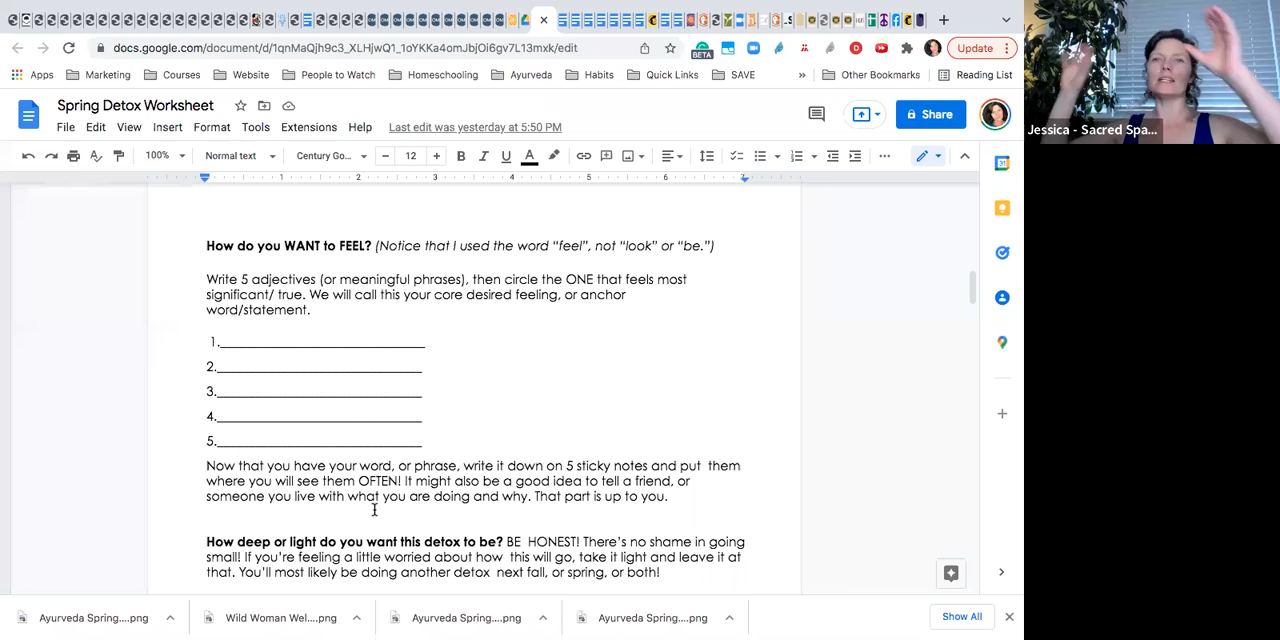 docs.google.com/document/d/1qnMaQjh9c3_XLHjwQ1_1oYKKa4omJbjOi6gv7L13mxk/edit
Update
Apps Marketing Courses Website People to Watch Homeschooling Ayurveda Habits Quick Links SAVE » Other Bookmarks Reading List
BETA
Spring Detox Worksheet
File Edit View Insert Format Tools Extensions Help Last edit was yesterday at 5:50 PM
Share
100% Normal text Century Go... 12
1 2 3 4 5 6 7
Jessica - Sacred Spa...
How do you WANT to FEEL? (Notice that I used the word “feel”, not “look” or “be.”)
Write 5 adjectives (or meaningful phrases), then circle the ONE that feels most
significant/ true. We will call this your core desired feeling, or anchor
word/statement.
1.
2.
3.
4.
5.
Now that you have your word, or phrase, write it down on 5 sticky notes and put them
where you will see them OFTEN! It might also be a good idea to tell a friend, or
someone you live with what you are doing and why. That part is up to you.
How deep or light do you want this detox to be? BE HONEST! There’s no shame in going
small! If you’re feeling a little worried about how this will go, take it light and leave it at
that. You’ll most likely be doing another detox next fall, or spring, or both!
Ayurveda Spring....png Wild Woman Wel....png Ayurveda Spring....png Ayurveda Spring....png Show All